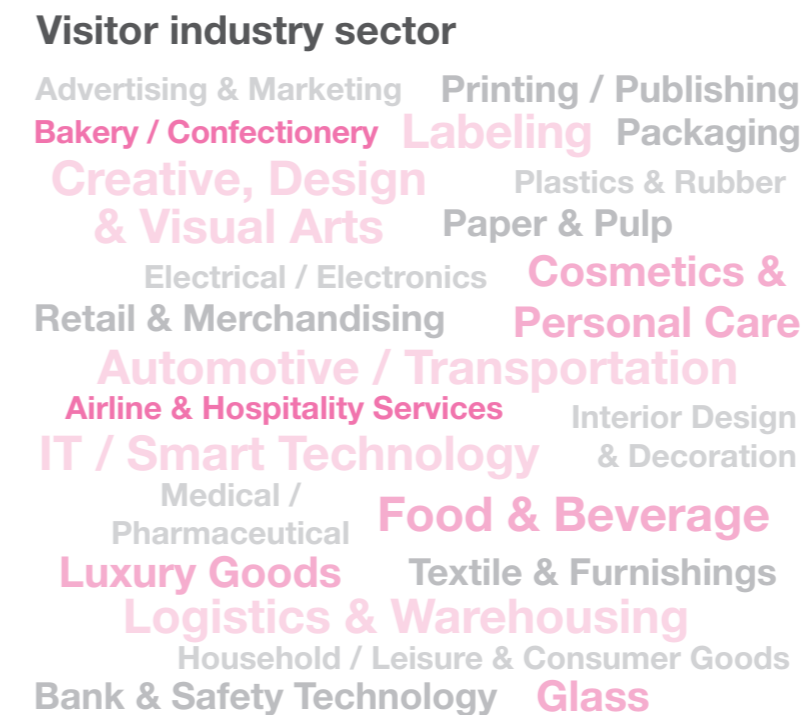 Visitor industry sector
Advertising & Marketing Printing / Publishing
Bakery / Confectionery Labeling Packaging
Creative, Design
& Visual Arts
Plastics & Rubber
Paper & Pulp
Electrical / Electronics
Cosmetics &
Personal Care
Retail & Merchandising
Automotive / Transportation
Airline & Hospitality Services
Interior Design
& Decoration
IT / Smart Technology
Medical /
Pharmaceutical
Food & Beverage
Luxury Goods Textile & Furnishings
Logistics & Warehousing
Household / Leisure & Consumer Goods
Bank & Safety Technology Glass